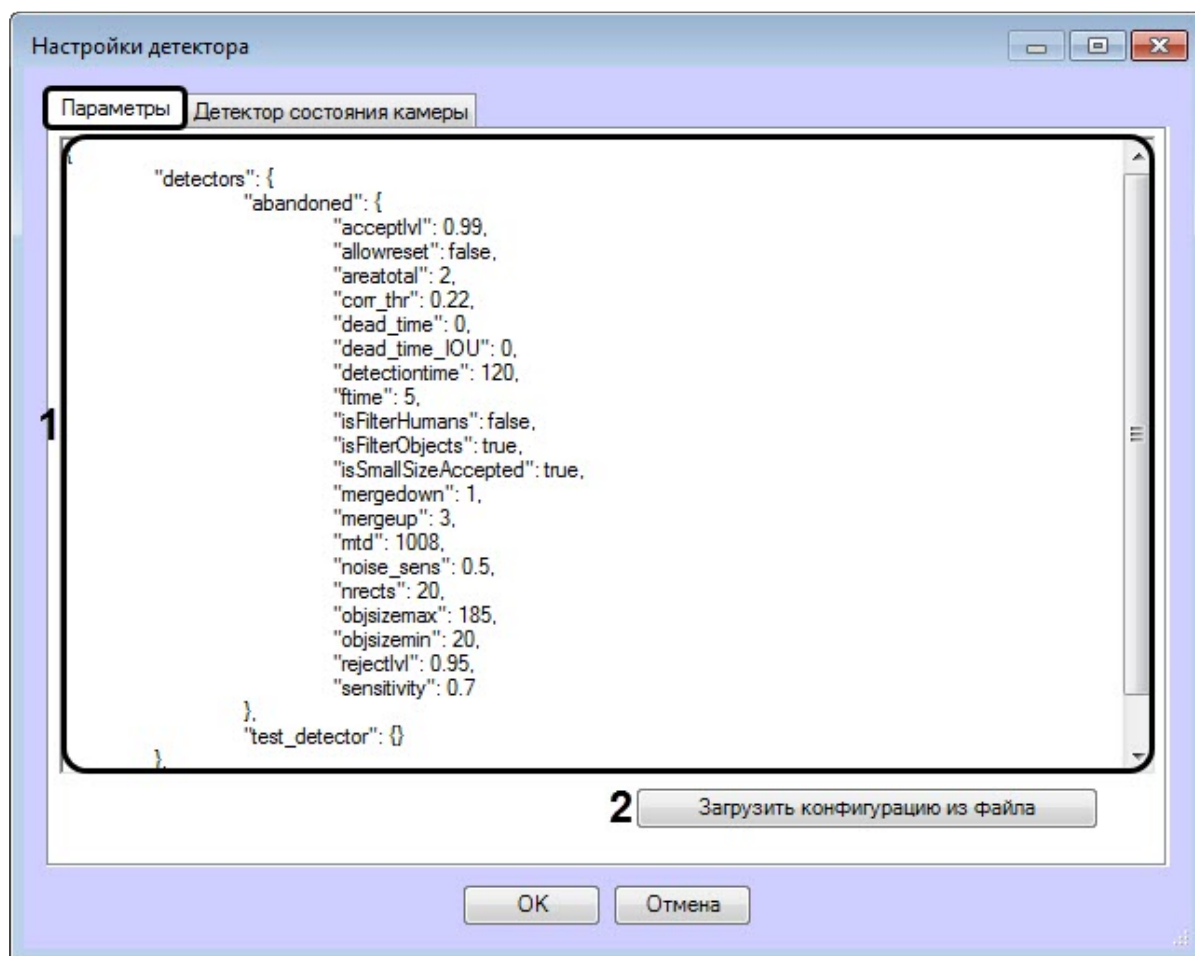 Настройки детектора
Параметры
Детектор состояния камеры
{
"detectors": {
"abandoned": {
"acceptlvl": 0.99,
"allowreset": false,
"areatotal": 2,
"corr_thr": 0.22,
"dead_time": 0,
"dead_time_IOU": 0,
"detectiontime": 120,
"ftime": 5,
1
"isFilterHumans": false,
"isFilterObjects": true,
"isSmallSizeAccepted": true,
"mergedown": 1,
"mergeup": 3,
"mtd": 1008,
"noise_sens": 0.5,
"nrects": 20,
"objsizemax": 185,
"objsizemin": 20,
"rejectlvl": 0.95,
"sensitivity": 0.7
},
"test_detector": {}
},
2
Загрузить конфигурацию из файла
OK
Отмена